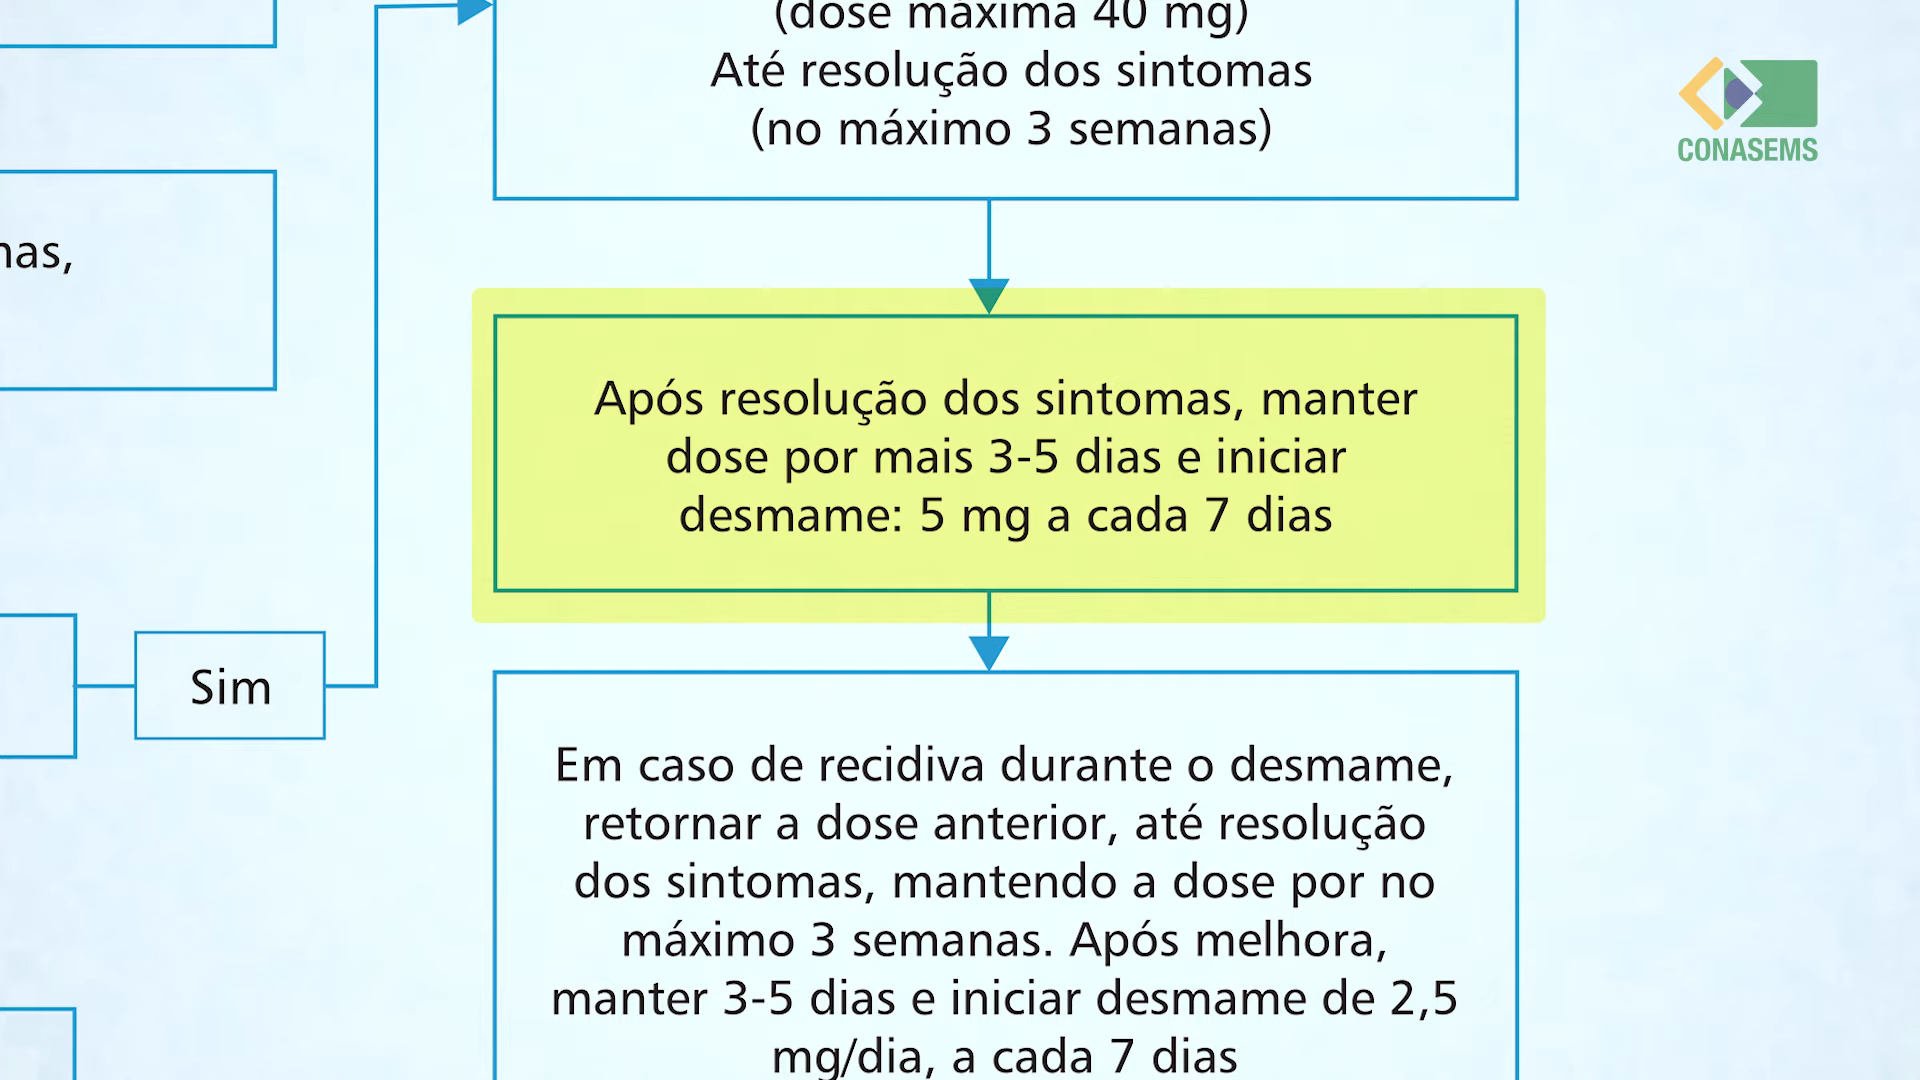 (dose máxima 40 mg)
Até resolução dos sintomas
(no máximo 3 semanas)
CONASEMS
Após resolução dos sintomas, manter
dose por mais 3-5 dias e iniciar
desmame: 5 mg a cada 7 dias
Sim
Em caso de recidiva durante o desmame,
retornar a dose anterior, até resolução
dos sintomas, mantendo a dose por no
máximo 3 semanas. Após melhora,
manter 3-5 dias e iniciar desmame de 2,5
mg/dia, a cada 7 dias